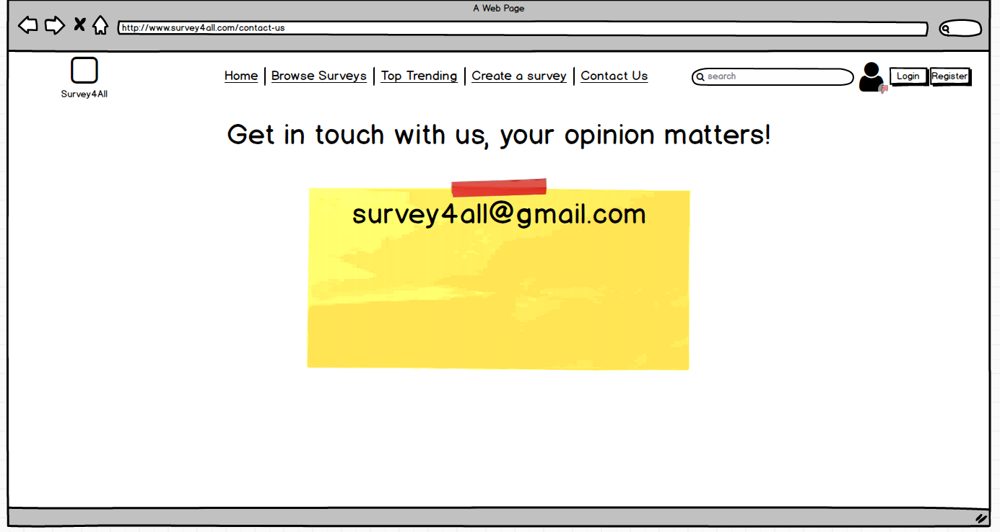 A Web Page
http://www.survey4all.com/contact-us
Survey4All
Home
Browse Surveys
Top Trending
Create a survey
Contact Us
search
Login
Register
Get in touch with us, your opinion matters!
survey4all@gmail.com